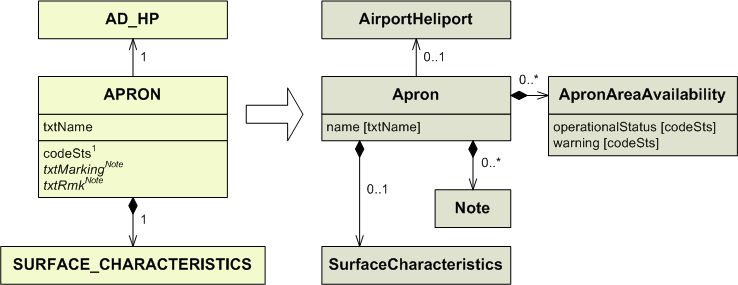 AD_HP
1
APRON
txtName
codeSts1
txtMarkingNote
txtRmkNote
1
SURFACE_CHARACTERISTICS
AirportHeliport
0..1
Apron
name [txtName]
0..*
ApronAreaAvailability
operationalStatus [codeSts]
warning [codeSts]
0..1
0..*
Note
SurfaceCharacteristics